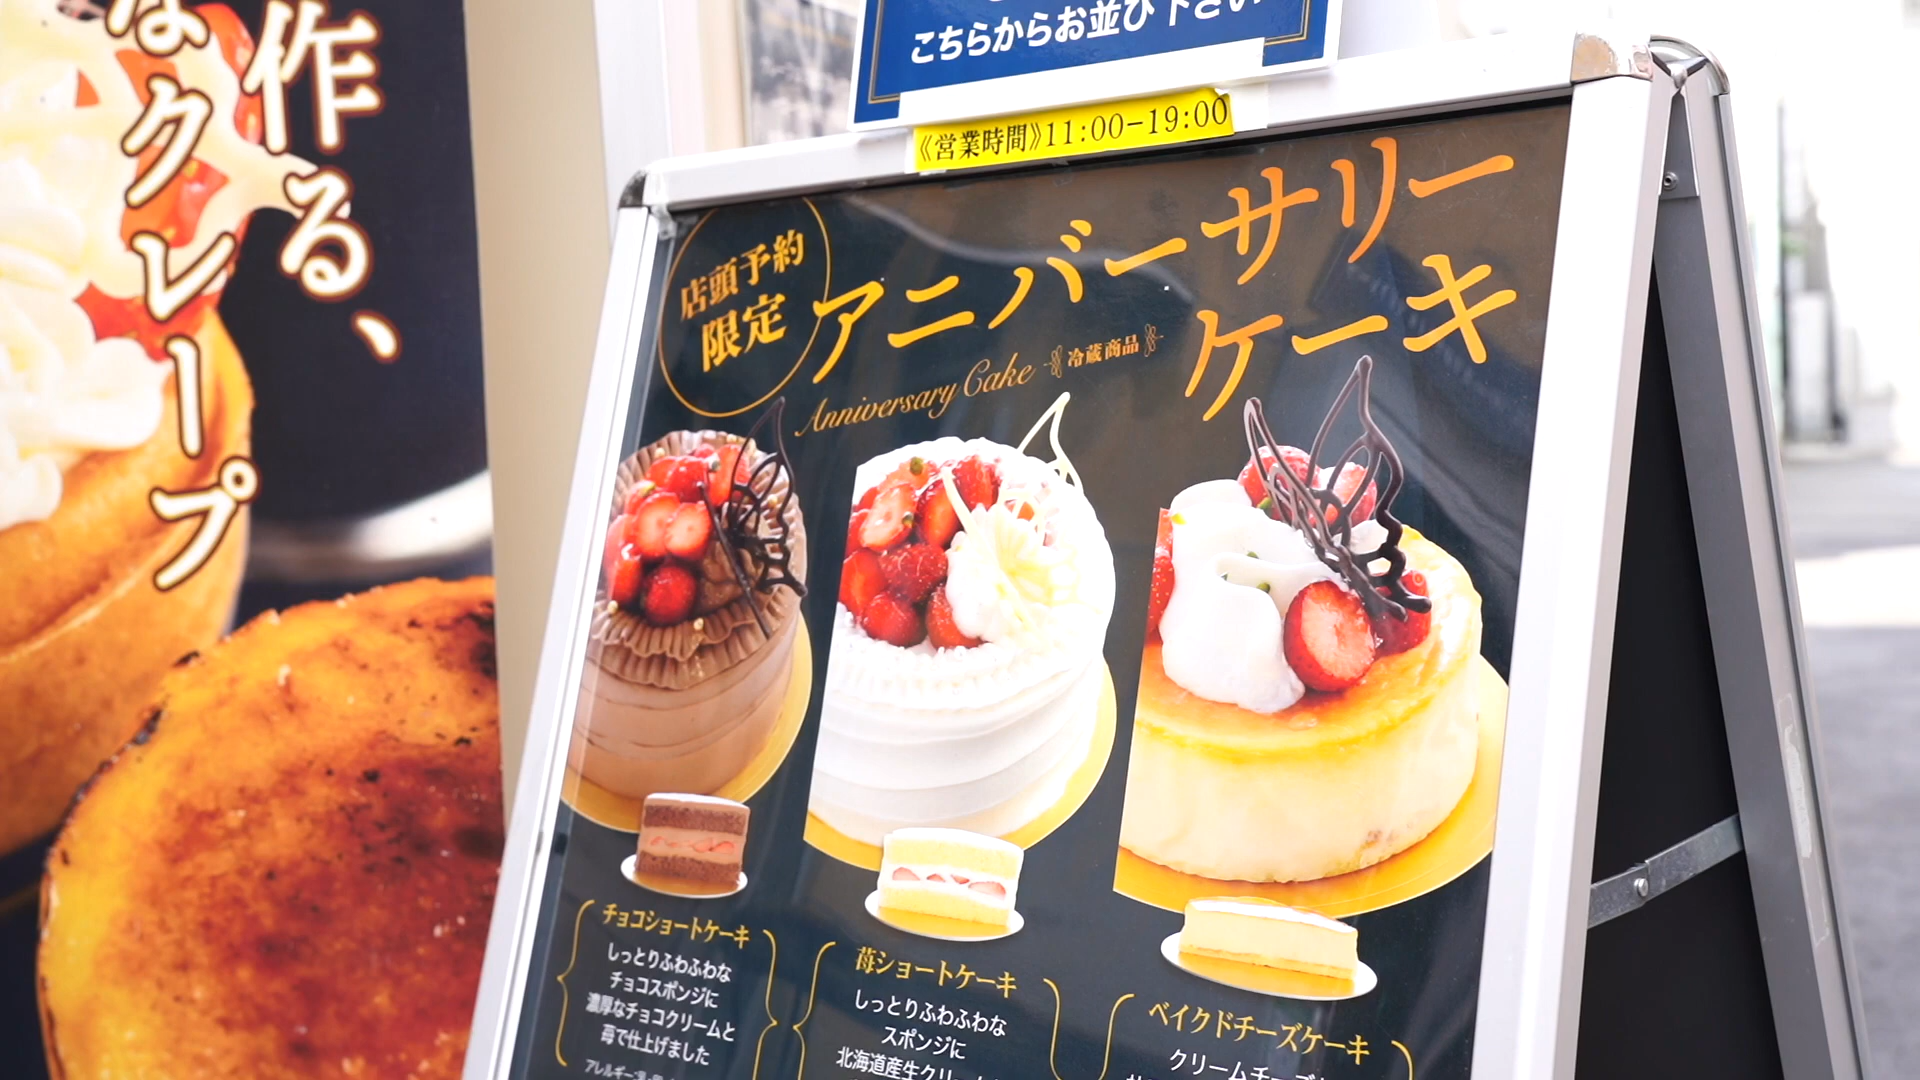 作る、
なクレープ
こちらからお並び下さい
《営業時間》11:00-19:00
店頭予約
限定
アニバーサリー
ケーキ
Anniversary Cake
冷蔵商品
チョコショートケーキ
しっとりふわふわな
チョコスポンジに
濃厚なチョコクリームと
苺で仕上げました
苺ショートケーキ
しっとりふわふわな
スポンジに
北海道産生クリーム
ベイクドチーズケーキ
クリームチーズ